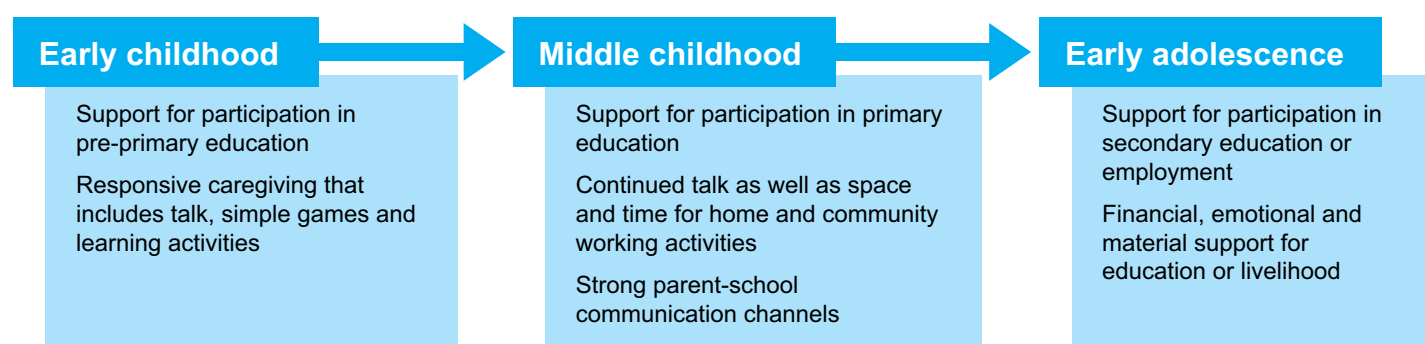 Early childhood
Support for participation in
pre-primary education
Responsive caregiving that
includes talk, simple games and
learning activities
Middle childhood
Support for participation in primary
education
Continued talk as well as space
and time for home and community
working activities
Strong parent-school
communication channels
Early adolescence
Support for participation in
secondary education or
employment
Financial, emotional and
material support for
education or livelihood